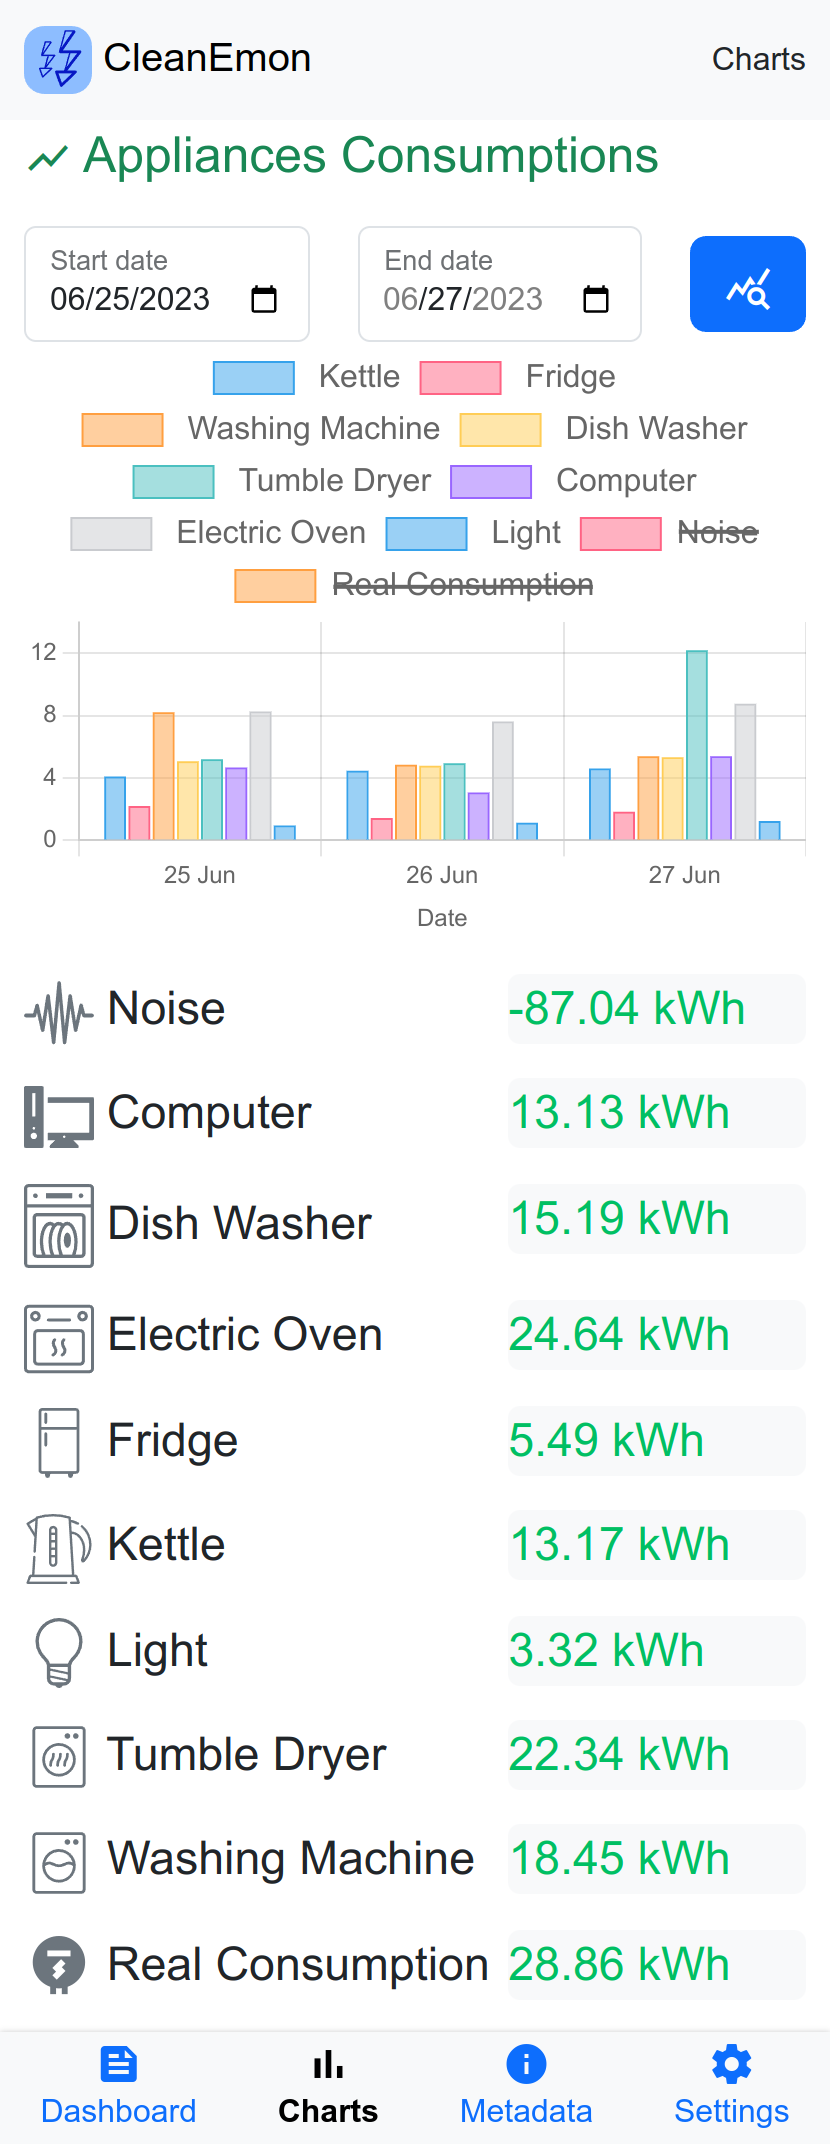 CleanEmon Charts
Appliances Consumptions
Start date End date
06/25/2023 06/27/2023
Kettle Fridge
Washing Machine Dish Washer
Tumble Dryer Computer
Electric Oven Light Noise
Real Consumption
12
8
4
0
25 Jun 26 Jun 27 Jun
Date
Noise -87.04 kWh
Computer 13.13 kWh
Dish Washer 15.19 kWh
Electric Oven 24.64 kWh
Fridge 5.49 kWh
Kettle 13.17 kWh
Light 3.32 kWh
Tumble Dryer 22.34 kWh
Washing Machine 18.45 kWh
Real Consumption 28.86 kWh
Dashboard Charts Metadata Settings